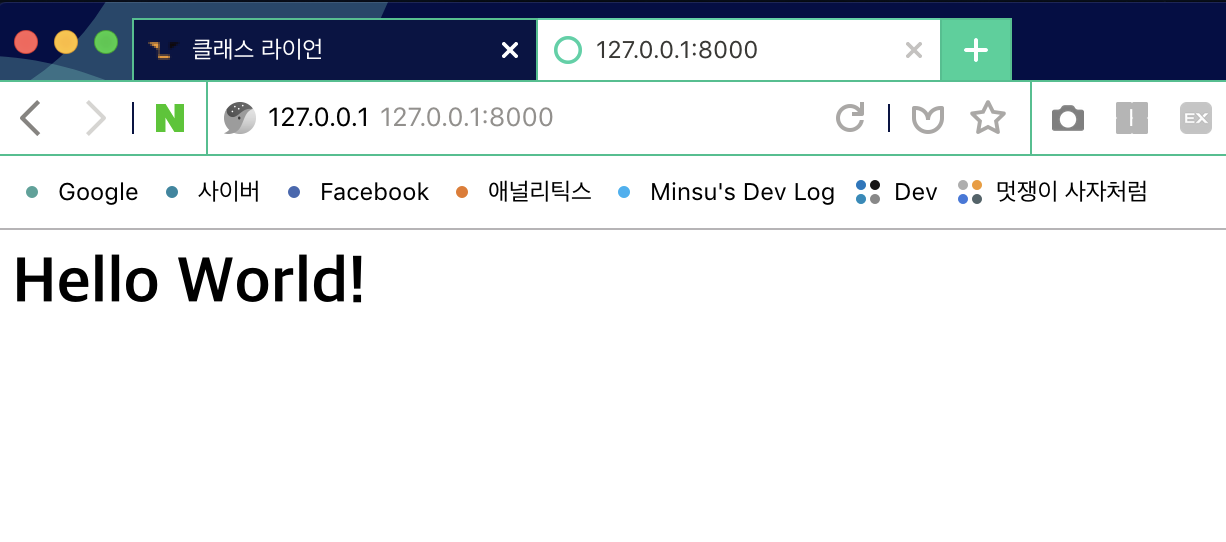 클래스 라이언 127.0.0.1:8000
N 127.0.0.1 127.0.0.1:8000 EX
Google 사이버 Facebook 애널리틱스 Minsu's Dev Log Dev 멋쟁이 사자처럼
Hello World!